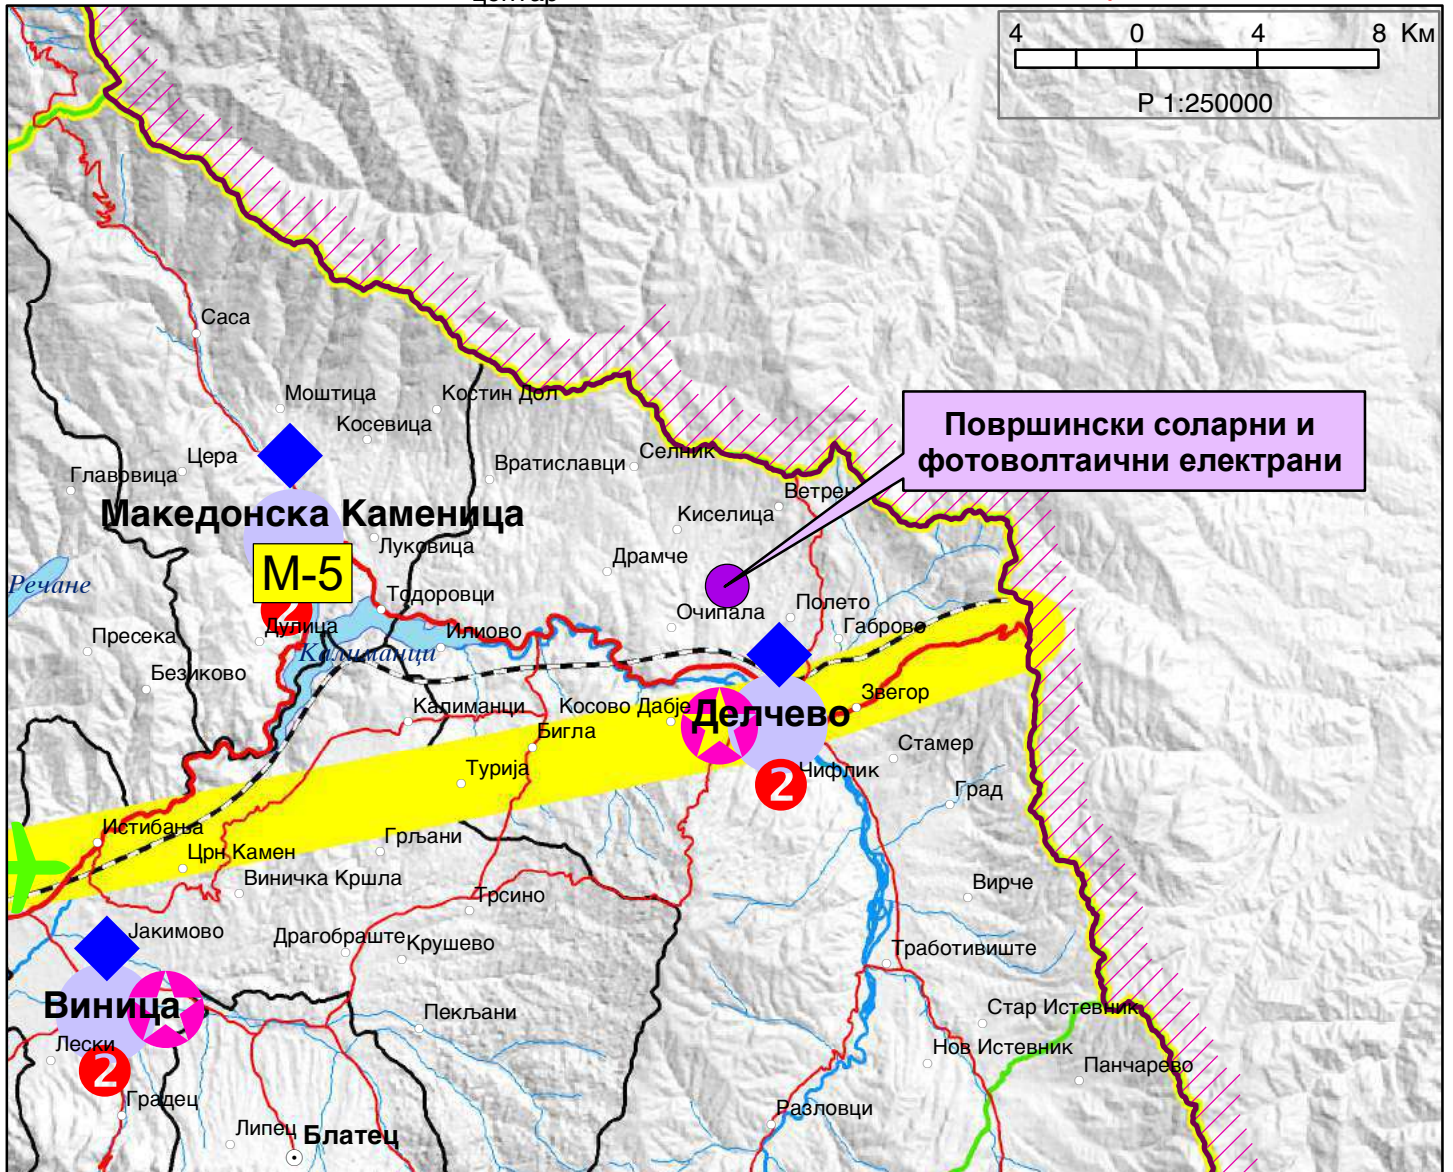 4 0 4 8 Км
Р 1:250000
Саса
Моштица
Костин Дол
Косевица
Површински соларни и
фотоволтаични електрани
Цера
Вратиславци
Селник
Главовица
Ветрен
Македонска Каменица
Киселица
Луковица
М-5
Драмче
Речане
Тодоровци
2
Очипала
Полето
Пресека
Дулица
Илиово
Габрово
Калиманци
Безиково
Калиманци
Косово Дабје
Делчево
Звегор
Бигла
Стамер
Турија
Чифлик
2
Град
Истибања
Црн Камен
Грљани
Виничка Кршла
Вирче
Трсино
Јакимово
Драгобраште
Крушево
Тработивиште
Виница
Пекљани
Стар Истевник
Лески
Нов Истевник
2
Панчарево
Градец
Разловци
Липец
Блатец